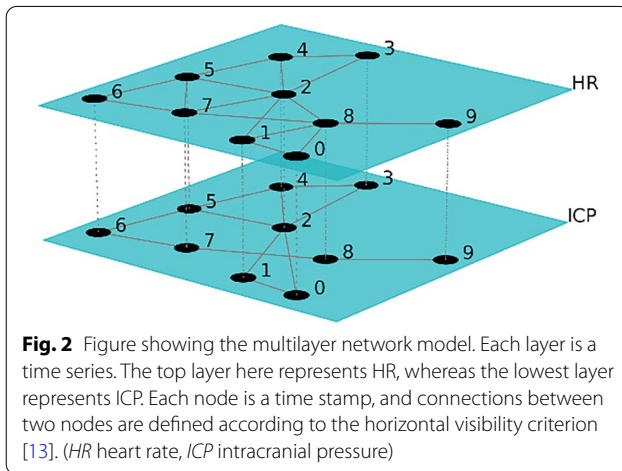 4
3
5
HR
6
2
7
8
9
1
0
4
3
5
ICP
6
2
7
8
9
1
0
Fig. 2 Figure showing the multilayer network model. Each layer is a
time series. The top layer here represents HR, whereas the lowest layer
represents ICP. Each node is a time stamp, and connections between
two nodes are defined according to the horizontal visibility criterion
[13]. (HR heart rate, ICP intracranial pressure)